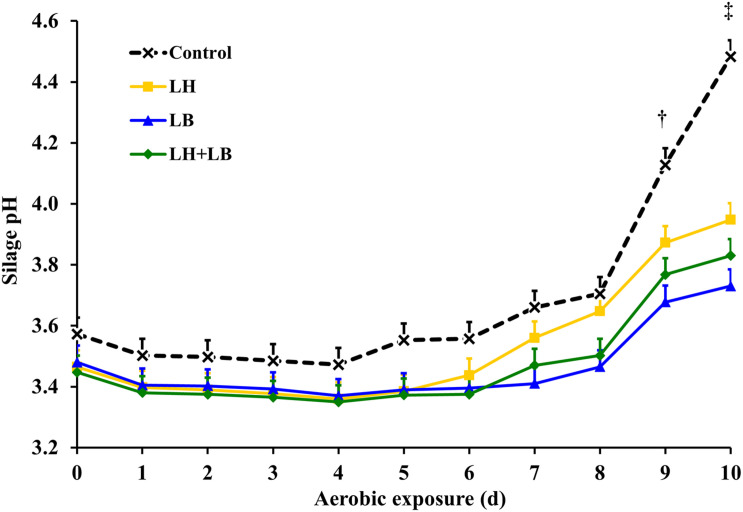 4.6
‡
Control
4.4
LH
4.2
†
LB
LH+LB
4.0
Silage pH
3.8
3.6
3.4
3.2
0 1 2 3 4 5 6 7 8 9 10
Aerobic exposure (d)